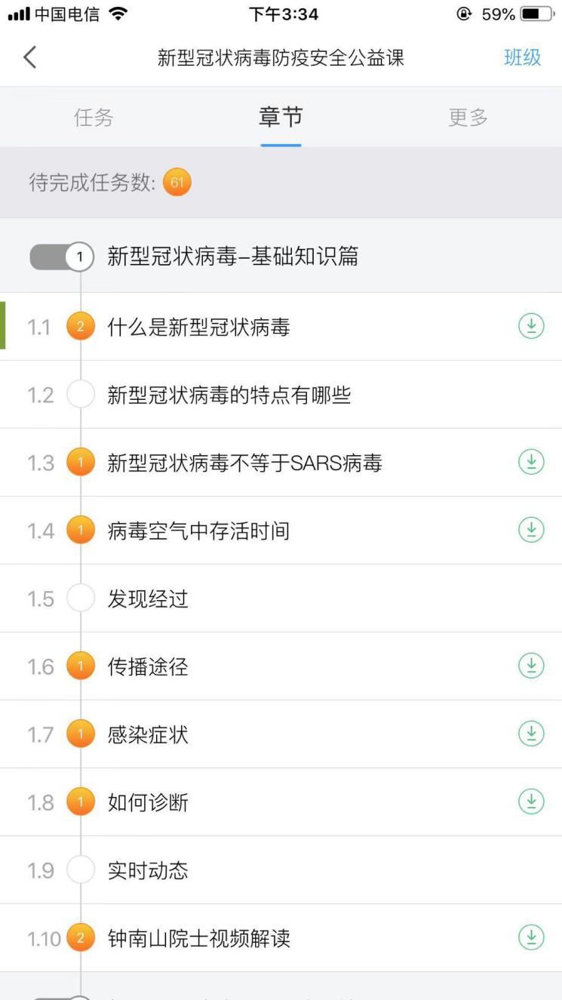 中国电信 下午3:34 59%
新型冠状病毒防疫安全公益课 班级
任务 章节 更多
待完成任务数: 61
1 新型冠状病毒-基础知识篇
1.1 2 什么是新型冠状病毒
1.2 新型冠状病毒的特点有哪些
1.3 1 新型冠状病毒不等于SARS病毒
1.4 1 病毒空气中存活时间
1.5 发现经过
1.6 1 传播途径
1.7 1 感染症状
1.8 1 如何诊断
1.9 实时动态
1.10 2 钟南山院士视频解读